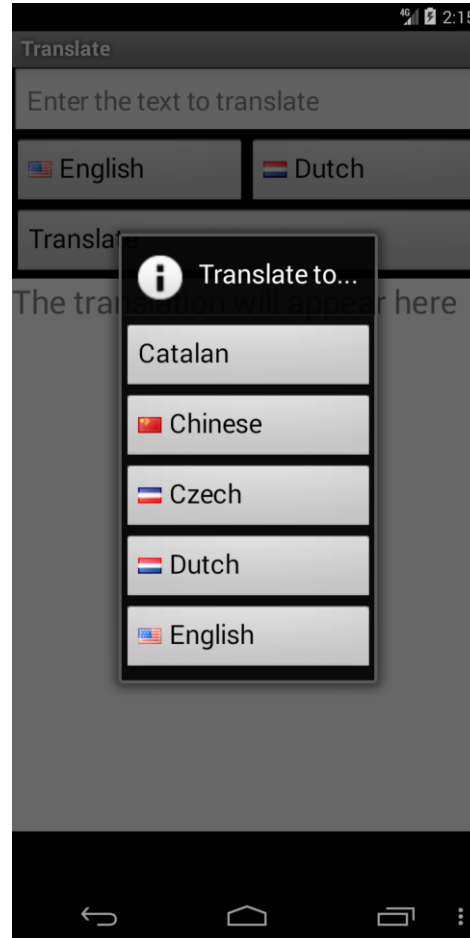 4G 2:15
Translate
Enter the text to translate
English Dutch
Translate
The translation will appear here
Translate to...
Catalan
Chinese
Czech
Dutch
English